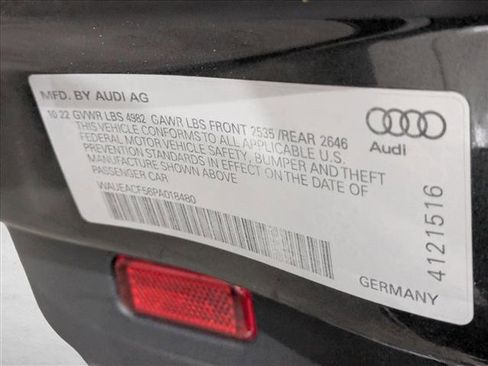 MFD. BY AUDI AG
10 22 GVWR LBS 4982 GAWR LBS FRONT 2535 /REAR 2646
THIS VEHICLE CONFORMS TO ALL APPLICABLE U.S.
FEDERAL MOTOR VEHICLE SAFETY, BUMPER AND THEFT
PREVENTION STANDARDS IN EFFECT ON THE DATE OF
MANUFACTURE SHOWN ABOVE.
PASSENGER CAR
WAUEACF58PA018480
Audi
41121516
GERMANY